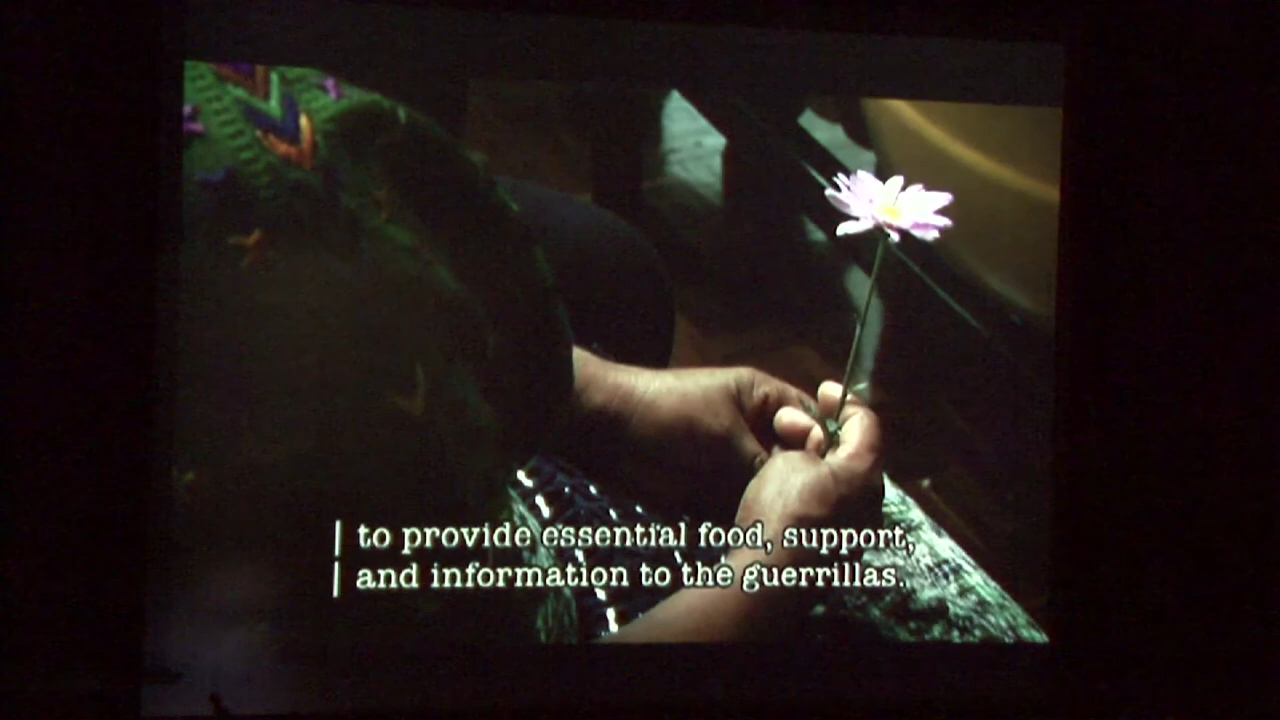 to provide essential food, support,
and information to the guerrillas.